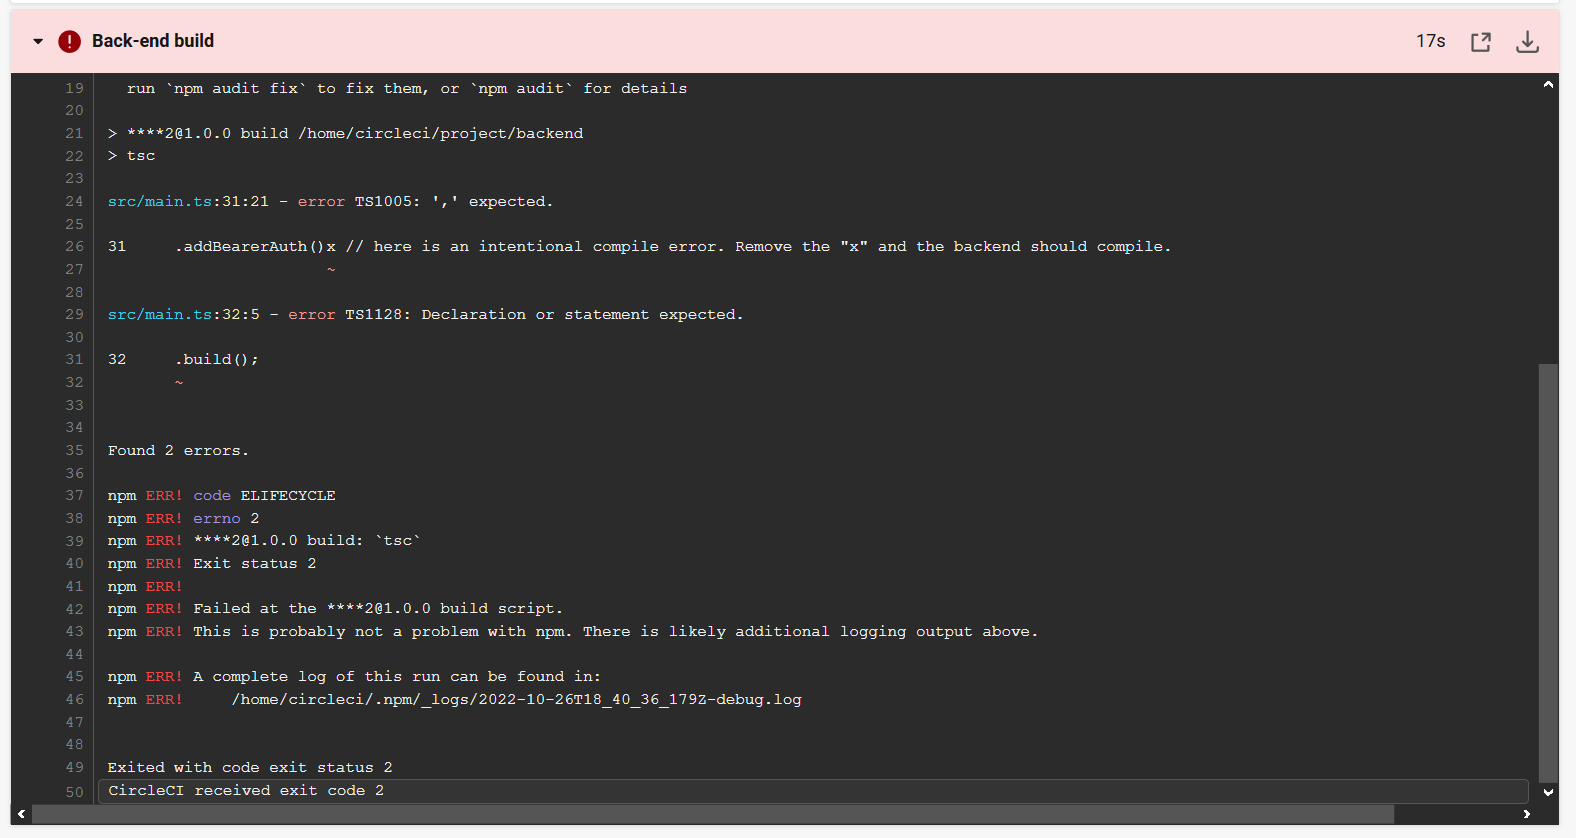 Back-end build 17s
19 run `npm audit fix` to fix them, or `npm audit` for details
20
21 > ****2@1.0.0 build /home/circleci/project/backend
22 > tsc
23
24 src/main.ts:31:21 - error TS1005: ',' expected.
25
26 31     .addBearerAuth()x // here is an intentional compile error. Remove the "x" and the backend should compile.
27                        ~
28
29 src/main.ts:32:5 - error TS1128: Declaration or statement expected.
30
31 32     .build();
32        ~
33
34
35 Found 2 errors.
36
37 npm ERR! code ELIFECYCLE
38 npm ERR! errno 2
39 npm ERR! ****2@1.0.0 build: `tsc`
40 npm ERR! Exit status 2
41 npm ERR!
42 npm ERR! Failed at the ****2@1.0.0 build script.
43 npm ERR! This is probably not a problem with npm. There is likely additional logging output above.
44
45 npm ERR! A complete log of this run can be found in:
46 npm ERR!     /home/circleci/.npm/_logs/2022-10-26T18_40_36_179Z-debug.log
47
48
49 Exited with code exit status 2
50 CircleCI received exit code 2